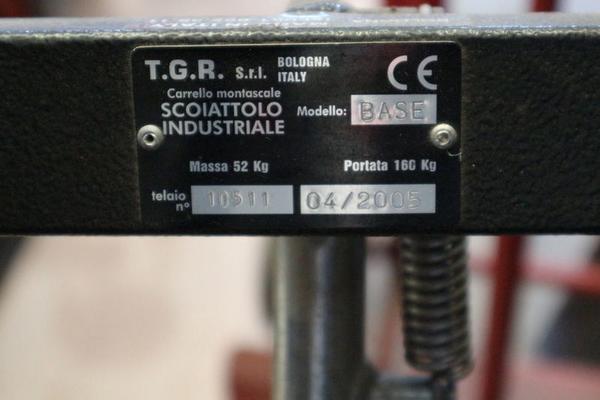 T.G.R. S.r.l. BOLOGNA ITALY
CE
Carrello montascale
SCOIATTOLO INDUSTRIALE
Modello: BASE
Massa 52 Kg Portata 160 Kg
telaio n° 10511 04/2005